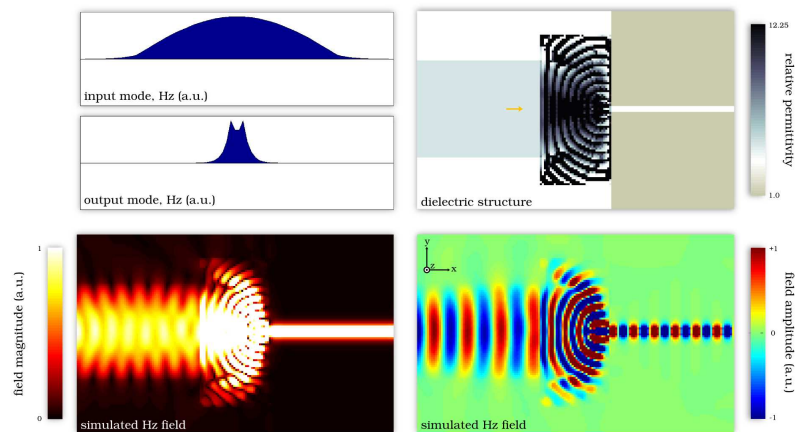 input mode, Hz (a.u.)
output mode, Hz (a.u.)
dielectric structure
12.25
relative permittivity
1.0
1
field magnitude (a.u.)
0
simulated Hz field
y
z
x
simulated Hz field
+1
0
-1
field amplitude (a.u.)